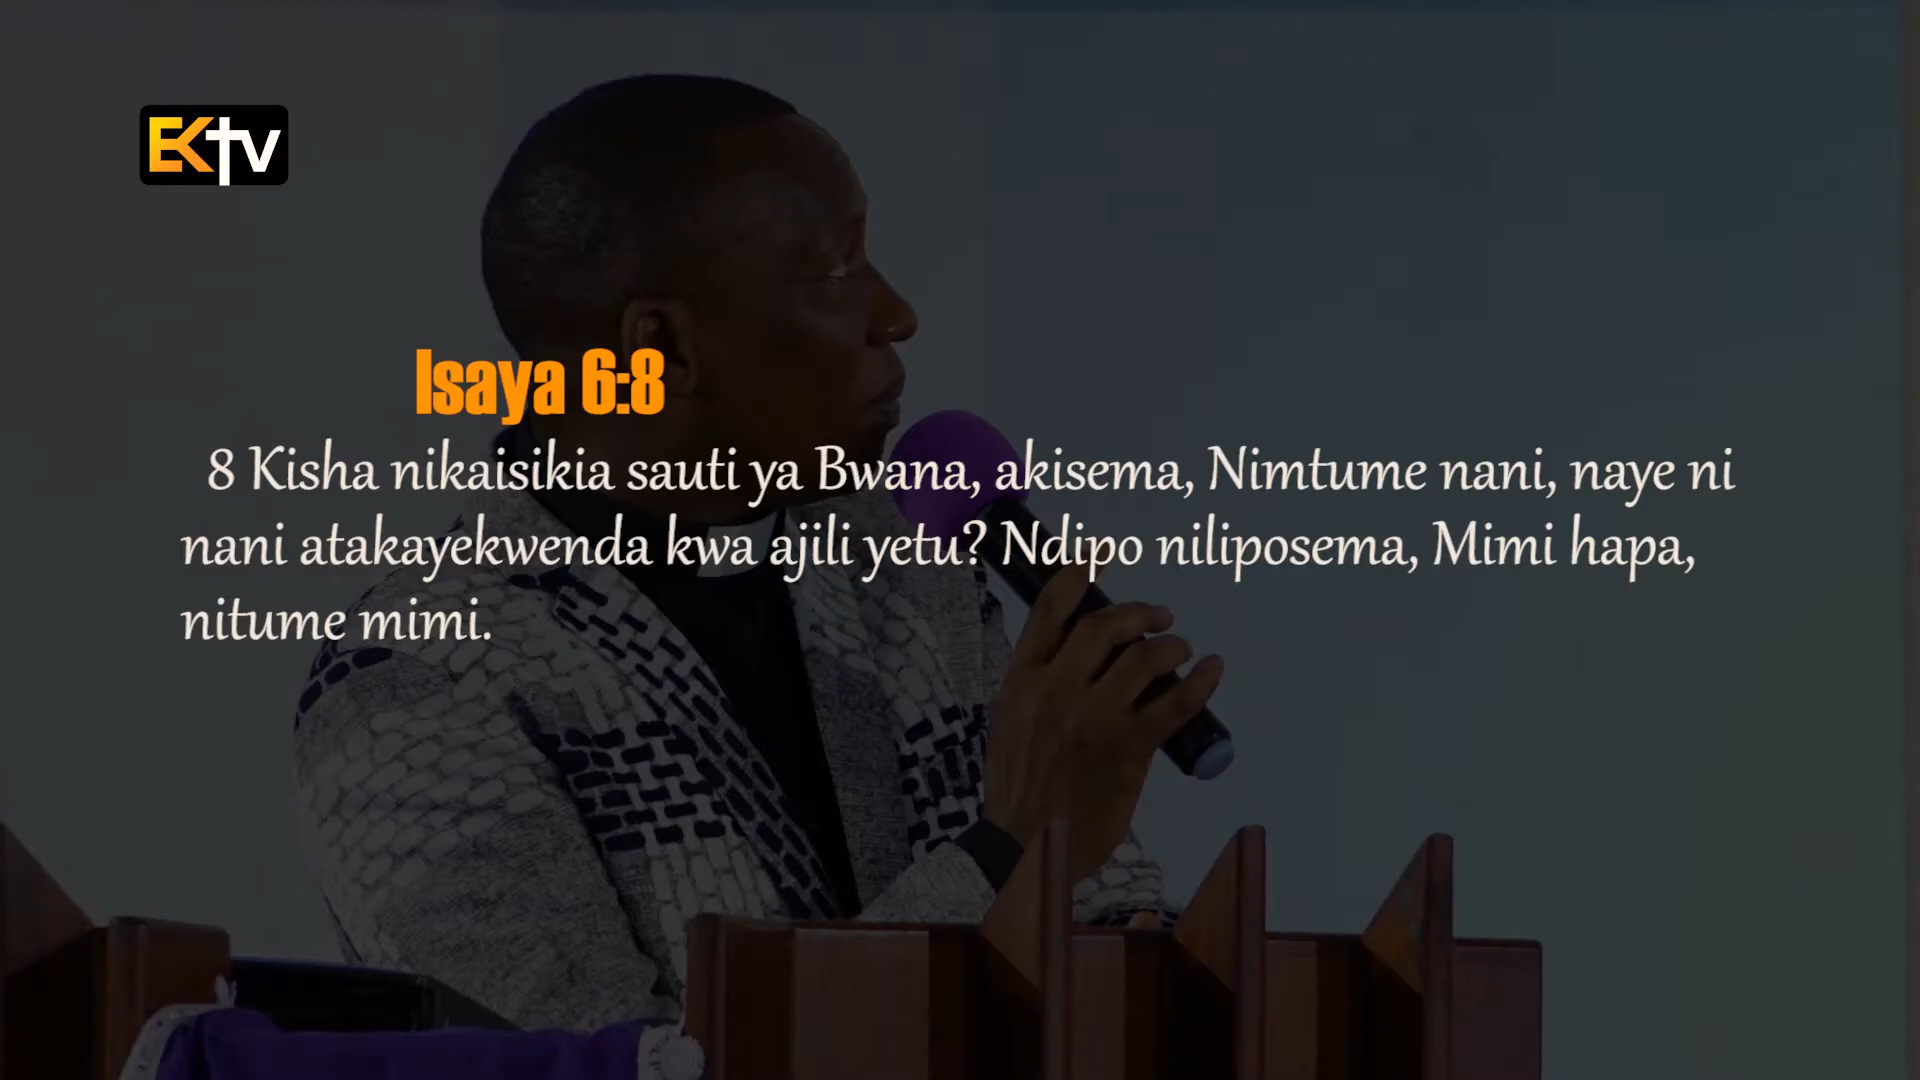 EKtv
Isaya 6:8
8 Kisha nikaisikia sauti ya Bwana, akisema, Nimtume nani, naye ni
nani atakayekwenda kwa ajili yetu? Ndipo niliposema, Mimi hapa,
nitume mimi.